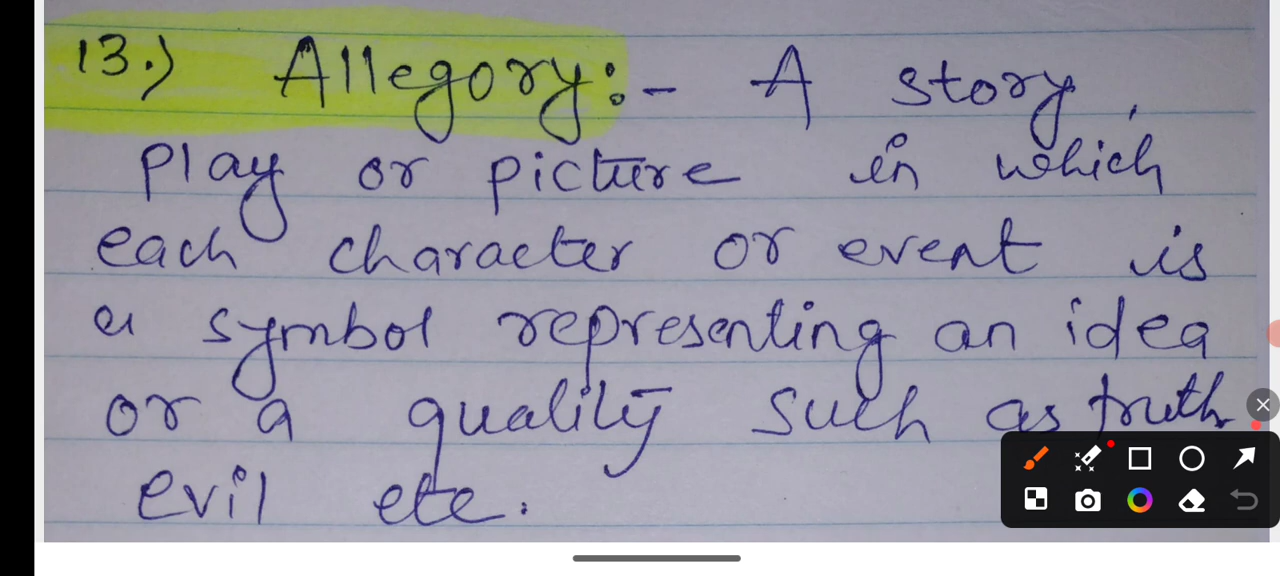 13.) Allegory:- A story,
play or picture in which
each character or event is
a symbol representing an idea
or a quality such as truth
evil etc.